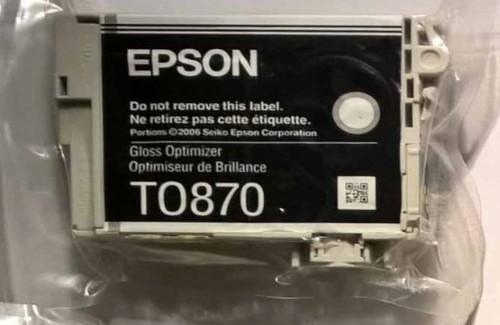 EPSON
Do not remove this label.
Ne retirez pas cette étiquette.
Portions ©2006 Seiko Epson Corporation
Gloss Optimizer
Optimiseur de Brillance
T0870